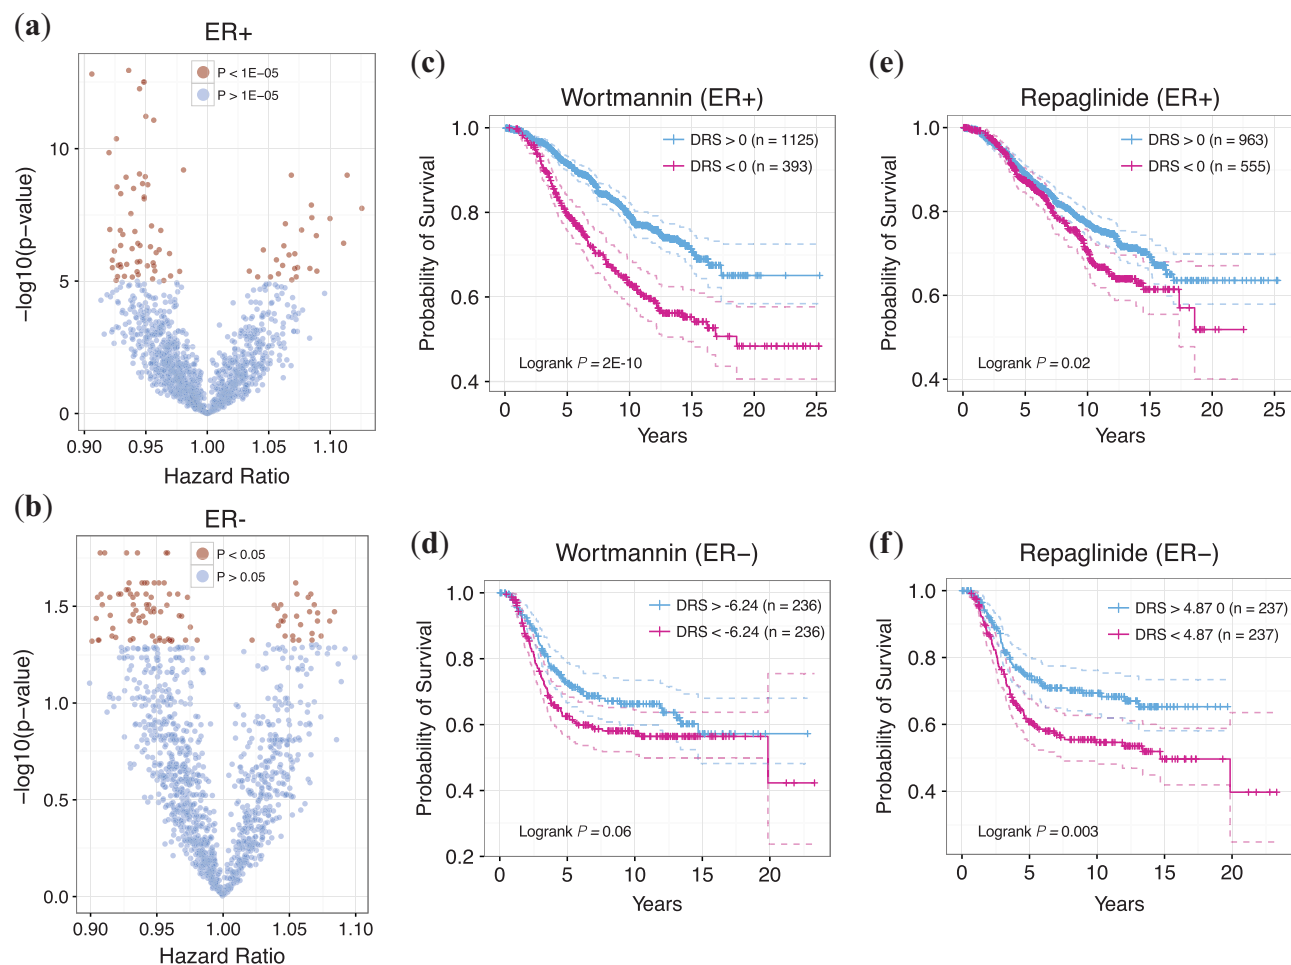 (a)
ER+
P < 1E−05
P > 1E−05
10
5
0
−log10(p−value)
0.90 0.95 1.00 1.05 1.10
Hazard Ratio
(b)
ER-
P < 0.05
P > 0.05
1.5
1.0
0.5
0.0
−log10(p−value)
0.90 0.95 1.00 1.05 1.10
Hazard Ratio
(c)
Wortmannin (ER+)
DRS > 0 (n = 1125)
DRS < 0 (n = 393)
1.0
0.8
0.6
0.4
Probability of Survival
Logrank P = 2E-10
0 5 10 15 20 25
Years
(d)
Wortmannin (ER−)
DRS > -6.24 (n = 236)
DRS < -6.24 (n = 236)
1.0
0.8
0.6
0.4
0.2
Probability of Survival
Logrank P = 0.06
0 5 10 15 20
Years
(e)
Repaglinide (ER+)
DRS > 0 (n = 963)
DRS < 0 (n = 555)
1.0
0.8
0.6
0.4
Probability of Survival
Logrank P = 0.02
0 5 10 15 20 25
Years
(f)
Repaglinide (ER−)
DRS > 4.87 0 (n = 237)
DRS < 4.87 (n = 237)
1.0
0.8
0.6
0.4
Probability of Survival
Logrank P = 0.003
0 5 10 15 20
Years